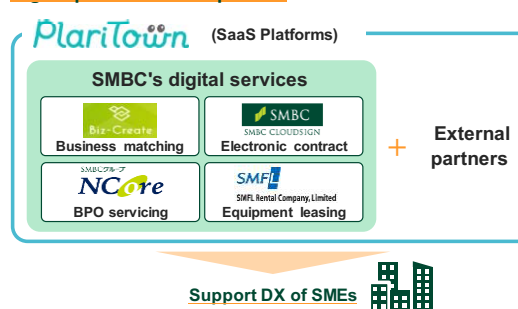 PlariTown (SaaS Platforms)
SMBC's digital services
Biz-Create
Business matching
SMBC
SMBC CLOUDSIGN
Electronic contract
SMBCグループ
NCore
BPO servicing
SMFL
SMFL Rental Company, Limited
Equipment leasing
+
External
partners
Support DX of SMEs